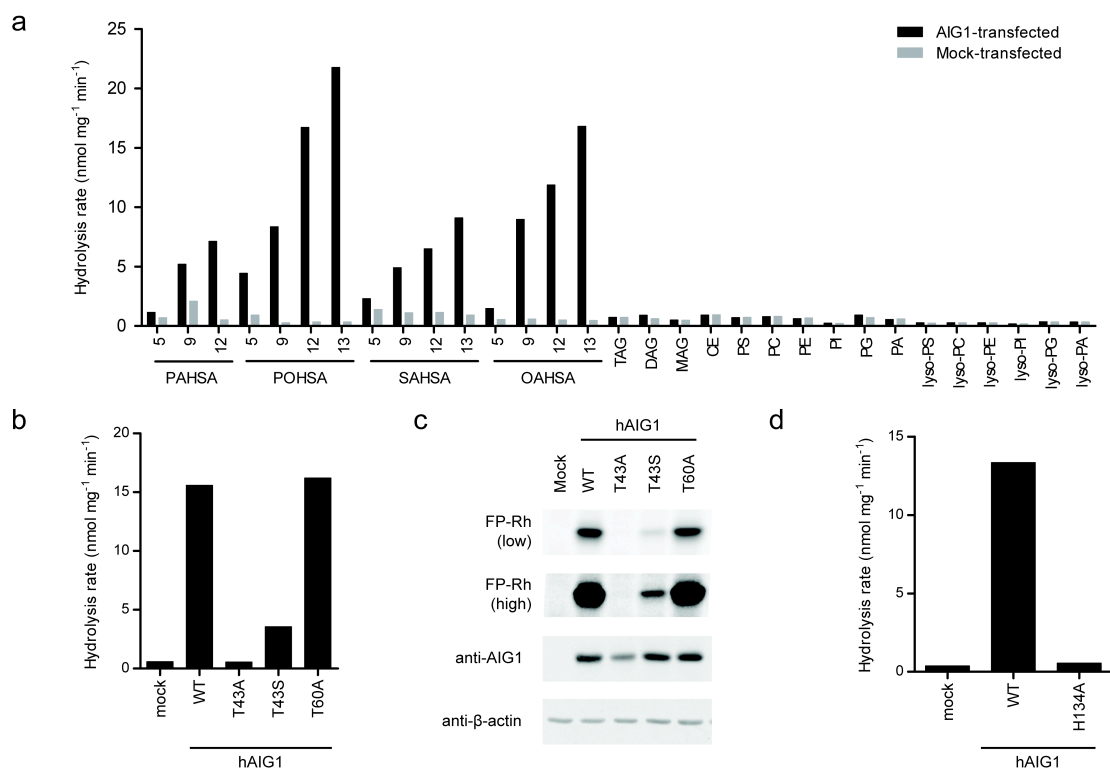 a
25
20
15
10
5
0
Hydrolysis rate (nmol mg⁻¹ min⁻¹)
AIG1-transfected
Mock-transfected
5 9 12 5 9 12 13 5 9 12 13 5 9 12 13 TAG DAG MAG CE PS PC PE PI PG PA lyso-PS lyso-PC lyso-PE lyso-PI lyso-PG lyso-PA
PAHSA POHSA SAHSA OAHSA
b
20
15
10
5
0
Hydrolysis rate (nmol mg⁻¹ min⁻¹)
mock WT T43A T43S T60A
hAIG1
c
hAIG1
Mock WT T43A T43S T60A
FP-Rh
(low)
FP-Rh
(high)
anti-AIG1
anti-β-actin
d
15
10
5
0
Hydrolysis rate (nmol mg⁻¹ min⁻¹)
mock WT H134A
hAIG1